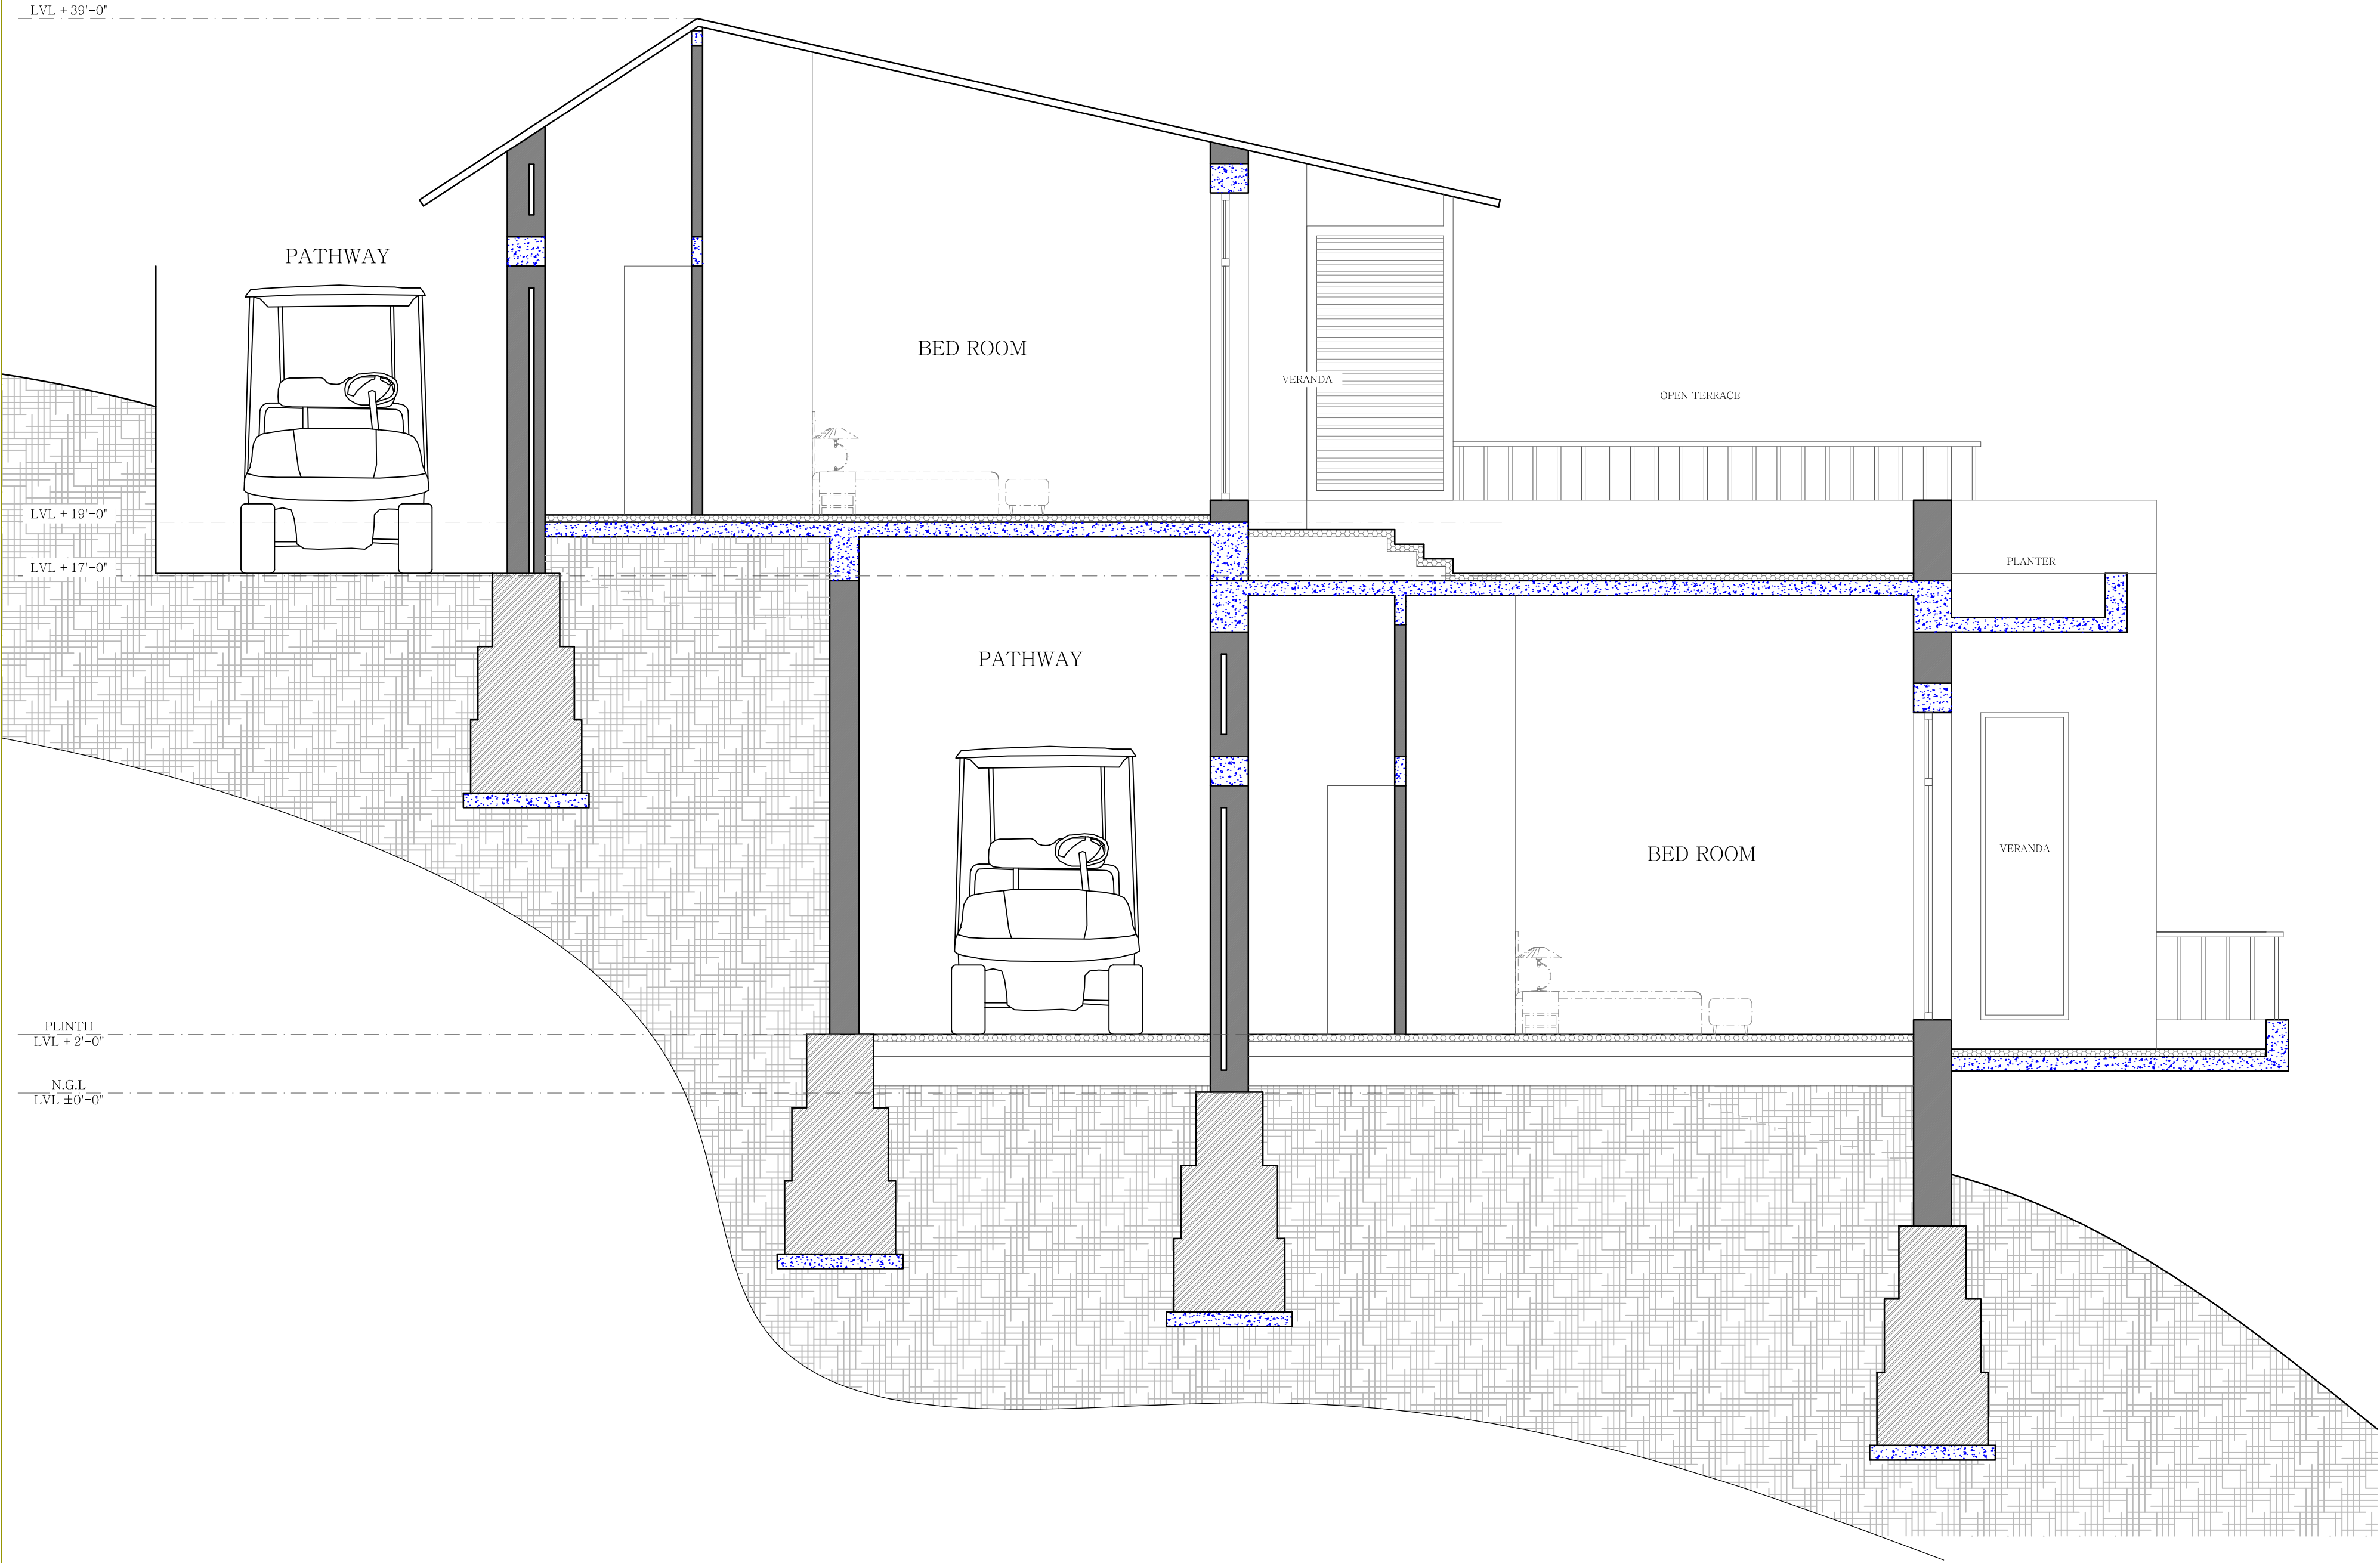 LVL +39'-0"
PATHWAY
BED ROOM
VERANDA
OPEN TERRACE
LVL +19'-0"
LVL +17'-0"
PLANTER
PATHWAY
BED ROOM
VERANDA
PLINTH
LVL +2'-0"
N.G.L
LVL ±0'-0"